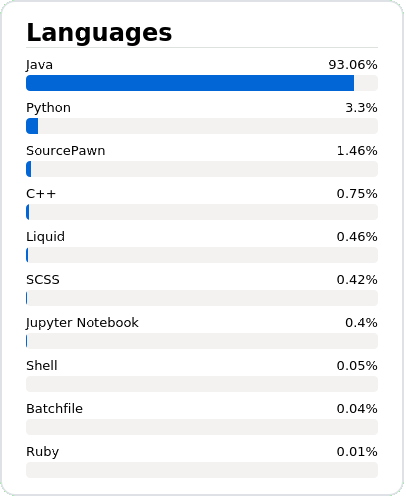 Languages
Java 93.06%
Python 3.3%
SourcePawn 1.46%
C++ 0.75%
Liquid 0.46%
SCSS 0.42%
Jupyter Notebook 0.4%
Shell 0.05%
Batchfile 0.04%
Ruby 0.01%